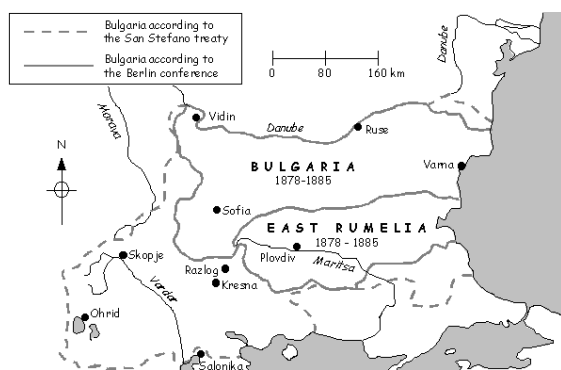 Bulgaria according to
the San Stefano treaty
Bulgaria according to
the Berlin conference
0 80 160 km
Danube
Morava
N
Vidin
Danube
Ruse
BULGARIA
1878-1885
Varna
Sofia
EAST RUMELIA
1878 - 1885
Plovdiv
Maritsa
Skopje
Razlog
Kresna
Vardar
Ohrid
Salonika